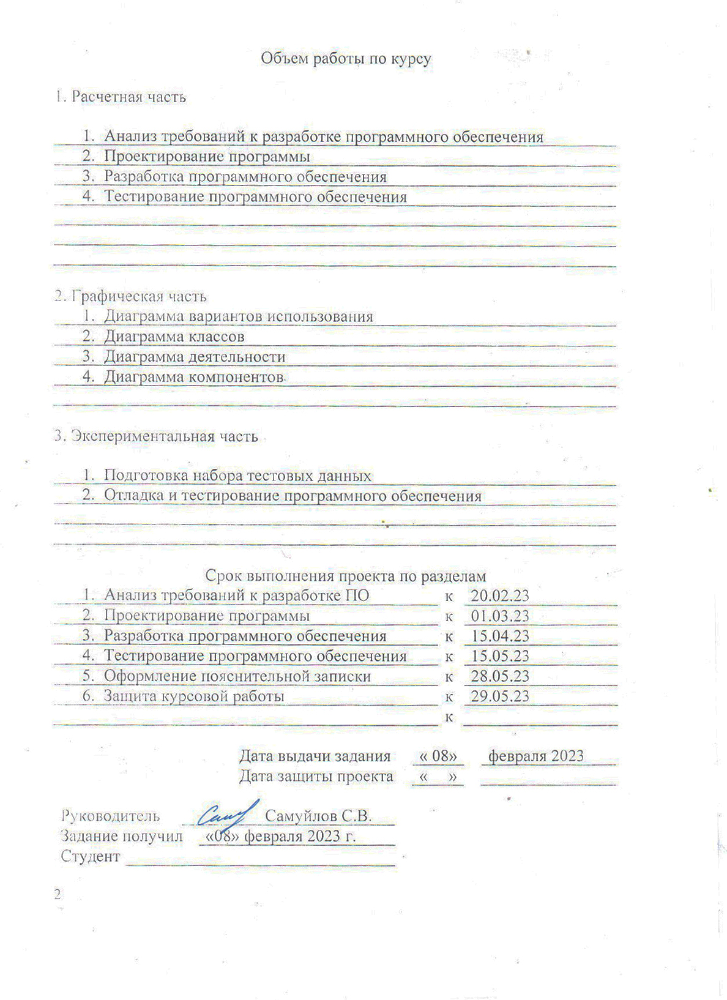 Объем работы по курсу
1. Расчетная часть
1. Анализ требований к разработке программного обеспечения
2. Проектирование программы
3. Разработка программного обеспечения
4. Тестирование программного обеспечения
2. Графическая часть
1. Диаграмма вариантов использования
2. Диаграмма классов
3. Диаграмма деятельности
4. Диаграмма компонентов
3. Экспериментальная часть
1. Подготовка набора тестовых данных
2. Отладка и тестирование программного обеспечения
Срок выполнения проекта по разделам
1. Анализ требований к разработке ПО к 20.02.23
2. Проектирование программы к 01.03.23
3. Разработка программного обеспечения к 15.04.23
4. Тестирование программного обеспечения к 15.05.23
5. Оформление пояснительной записки к 28.05.23
6. Защита курсовой работы к 29.05.23
к
Дата выдачи задания « 08» февраля 2023
Дата защиты проекта « »
Руководитель Самуйлов С.В.
Задание получил «08» февраля 2023 г.
Студент
2